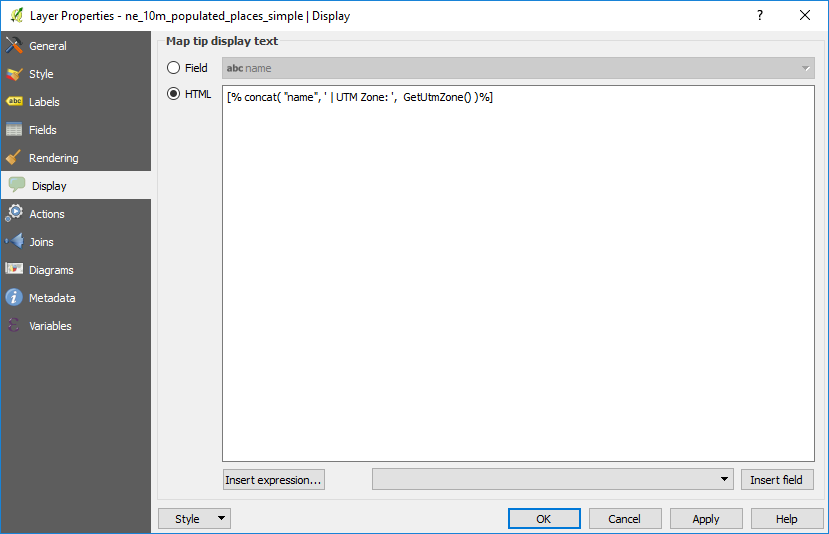 Layer Properties - ne_10m_populated_places_simple | Display
?
General
Style
Labels
Fields
Rendering
Display
Actions
Joins
Diagrams
Metadata
Variables
Map tip display text
Field
abc name
HTML
[% concat( "name", ' | UTM Zone: ',  GetUtmZone() )%]
Insert expression...
Insert field
Style
OK
Cancel
Apply
Help